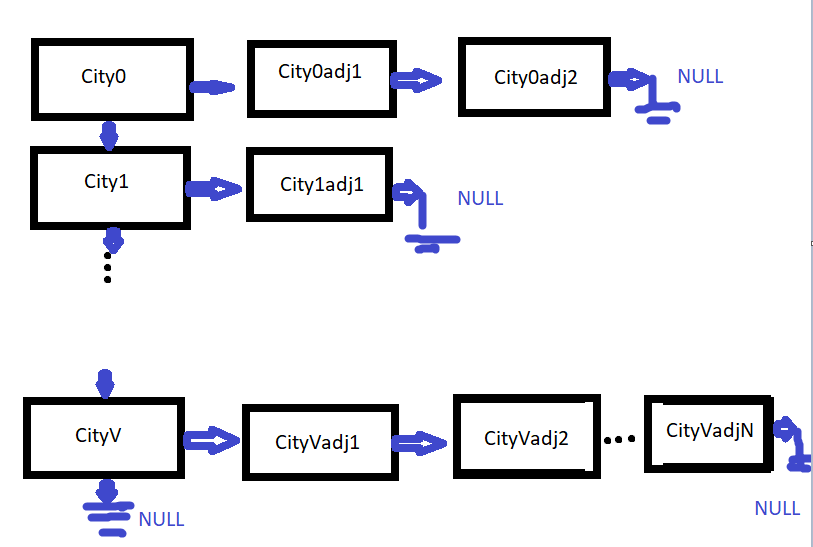 City0
City0adj1
City0adj2
NULL
City1
City1adj1
NULL
CityV
CityVadj1
CityVadj2
CityVadjN
NULL
NULL